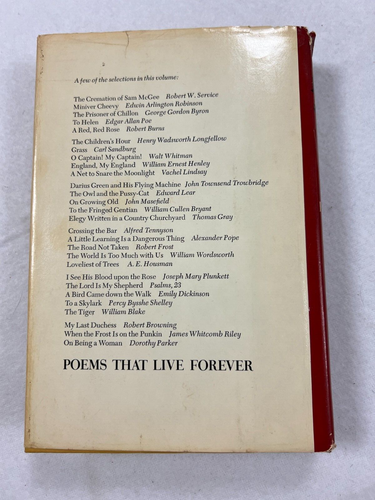 A few of the selections in this volume:
The Cremation of Sam McGee Robert W. Service
Miniver Cheevy Edwin Arlington Robinson
The Prisoner of Chillon George Gordon Byron
To Helen Edgar Allan Poe
A Red, Red Rose Robert Burns
The Children's Hour Henry Wadsworth Longfellow
Grass Carl Sandburg
O Captain! My Captain! Walt Whitman
England, My England William Ernest Henley
A Net to Snare the Moonlight Vachel Lindsay
Darius Green and His Flying Machine John Townsend Trowbridge
The Owl and the Pussy-Cat Edward Lear
On Growing Old John Masefield
To the Fringed Gentian William Cullen Bryant
Elegy Written in a Country Churchyard Thomas Gray
Crossing the Bar Alfred Tennyson
A Little Learning Is a Dangerous Thing Alexander Pope
The Road Not Taken Robert Frost
The World Is Too Much with Us William Wordsworth
Loveliest of Trees A. E. Housman
I See His Blood upon the Rose Joseph Mary Plunkett
The Lord Is My Shepherd Psalms, 23
A Bird Came down the Walk Emily Dickinson
To a Skylark Percy Bysshe Shelley
The Tiger William Blake
My Last Duchess Robert Browning
When the Frost Is on the Punkin James Whitcomb Riley
On Being a Woman Dorothy Parker
POEMS THAT LIVE FOREVER